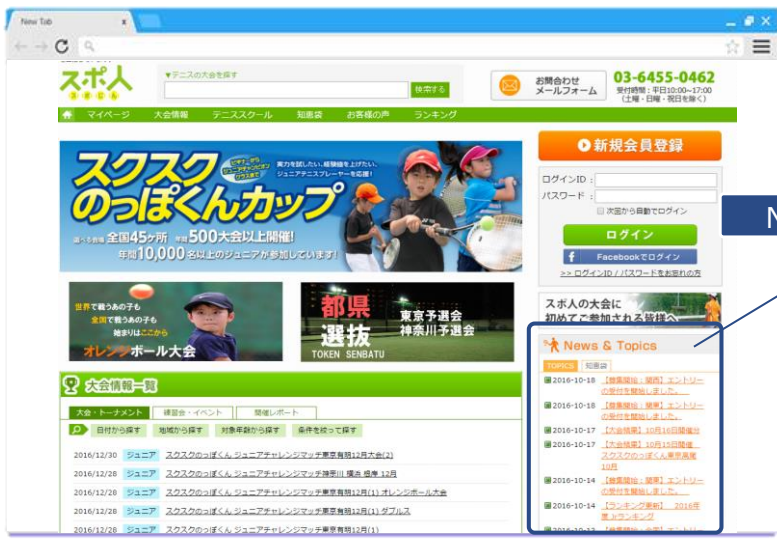 New Tab
x
スポ人
すぽじん
▼テニスの大会を探す
検索する
お問合わせ
メールフォーム
03-6455-0462
受付時間：平日10:00~17:00
(土曜・日曜・祝日を除く)
マイページ 大会情報 テニススクール 知恵袋 お客様の声 ランキング
スクスク
のっぽくんカップ
実力を試したい、経験値を上げたい、
ジュニアテニスプレーヤーを応援!
全国45ヶ所 年間500大会以上開催!
年間10,000名以上のジュニアが参加しています!
新規会員登録
ログインID：
パスワード：
次回から自動でログイン
ログイン
f Facebookでログイン
>> ログインID / パスワードをお忘れの方
N
世界で戦うあの子も
全国で戦うあの子も
始まりはここから
オレンジボール大会
都県
選抜
TOKEN SENBATU
東京予選会
神奈川予選会
スポ人の大会に
初めてご参加される皆様へ
News & Topics
TOPICS 知恵袋
2016-10-18 【募集開始：関西】エントリー
の受付を開始しました。
2016-10-18 【募集開始：関東】エントリー
の受付を開始しました。
2016-10-17 【大会結果】10月16日開催分
2016-10-17 【大会結果】10月15日開催
スクスクのっぽくん東京高尾
10月
2016-10-14 【募集開始：関東】エントリー
の受付を開始しました。
2016-10-14 【ランキング更新】 2016年
度 Jrランキング
大会情報一覧
大会・トーナメント 練習会・イベント 開催レポート
日付から探す 地域から探す 対象年齢から探す 条件を絞って探す
2016/12/30 ジュニア スクスクのっぽくん ジュニアチャレンジマッチ東京有明12月大会(2)
2016/12/28 ジュニア スクスクのっぽくん ジュニアチャレンジマッチ神奈川 横浜 根岸 12月
2016/12/28 ジュニア スクスクのっぽくん ジュニアチャレンジマッチ東京有明12月(1) オレンジボール大会
2016/12/28 ジュニア スクスクのっぽくん ジュニアチャレンジマッチ東京有明12月(1) ダブルス
2016/12/28 ジュニア スクスクのっぽくん ジュニアチャレンジマッチ東京有明12月(1)